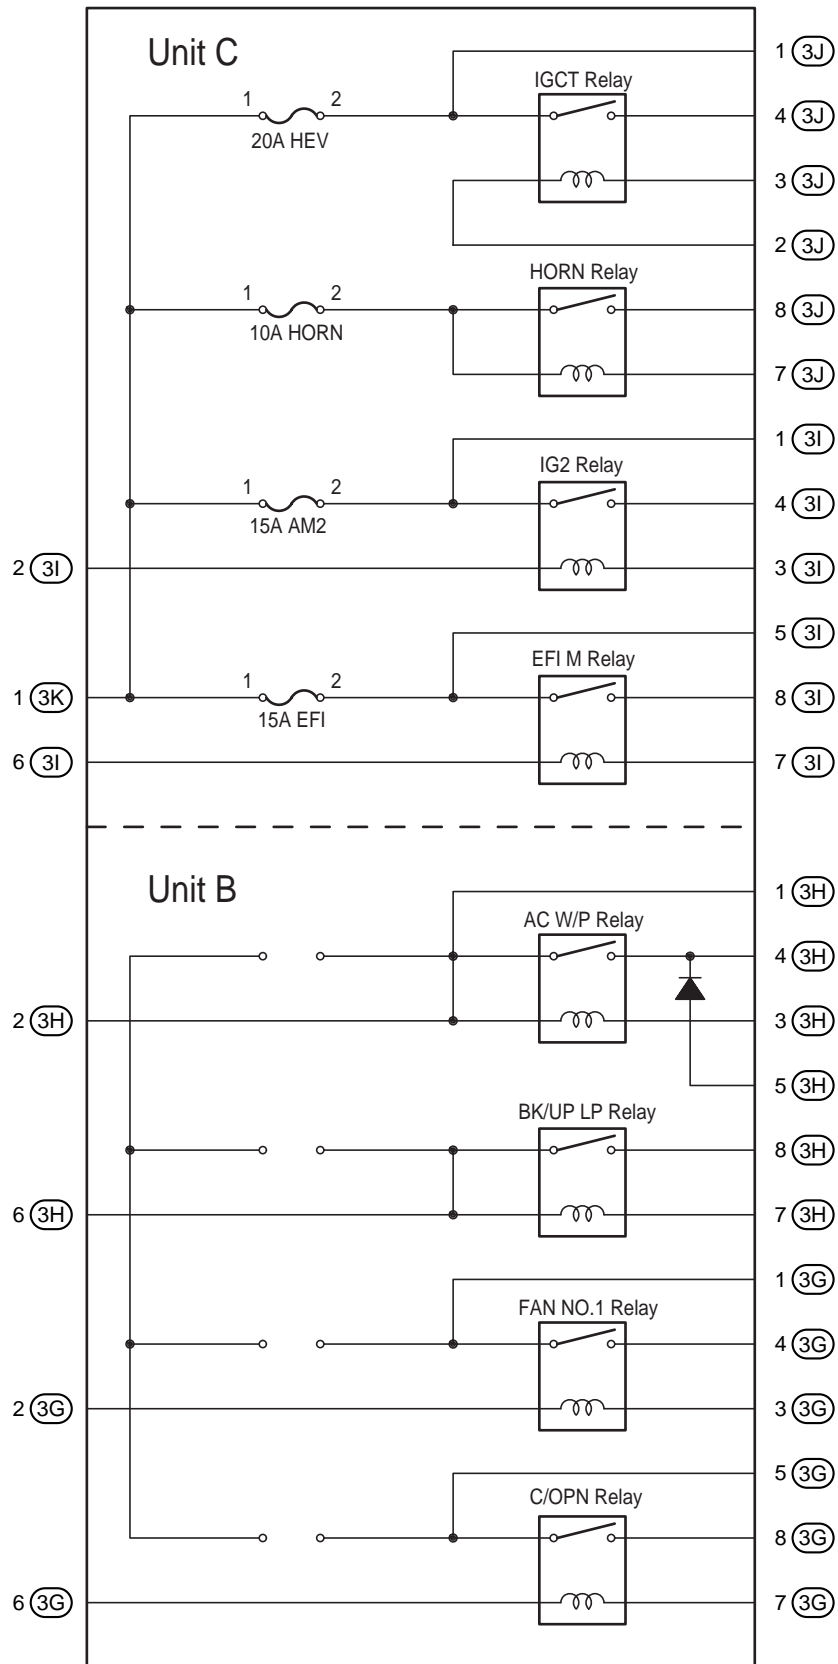 Unit C
1 3J
IGCT Relay
1 2
4 3J
20A HEV
3 3J
2 3J
HORN Relay
1 2
8 3J
10A HORN
7 3J
1 3I
IG2 Relay
1 2
4 3I
15A AM2
2 3I
3 3I
5 3I
EFI M Relay
1 2
1 3K
8 3I
15A EFI
6 3I
7 3I
Unit B
1 3H
AC W/P Relay
4 3H
2 3H
3 3H
5 3H
BK/UP LP Relay
8 3H
6 3H
7 3H
1 3G
FAN NO.1 Relay
4 3G
2 3G
3 3G
5 3G
C/OPN Relay
8 3G
6 3G
7 3G